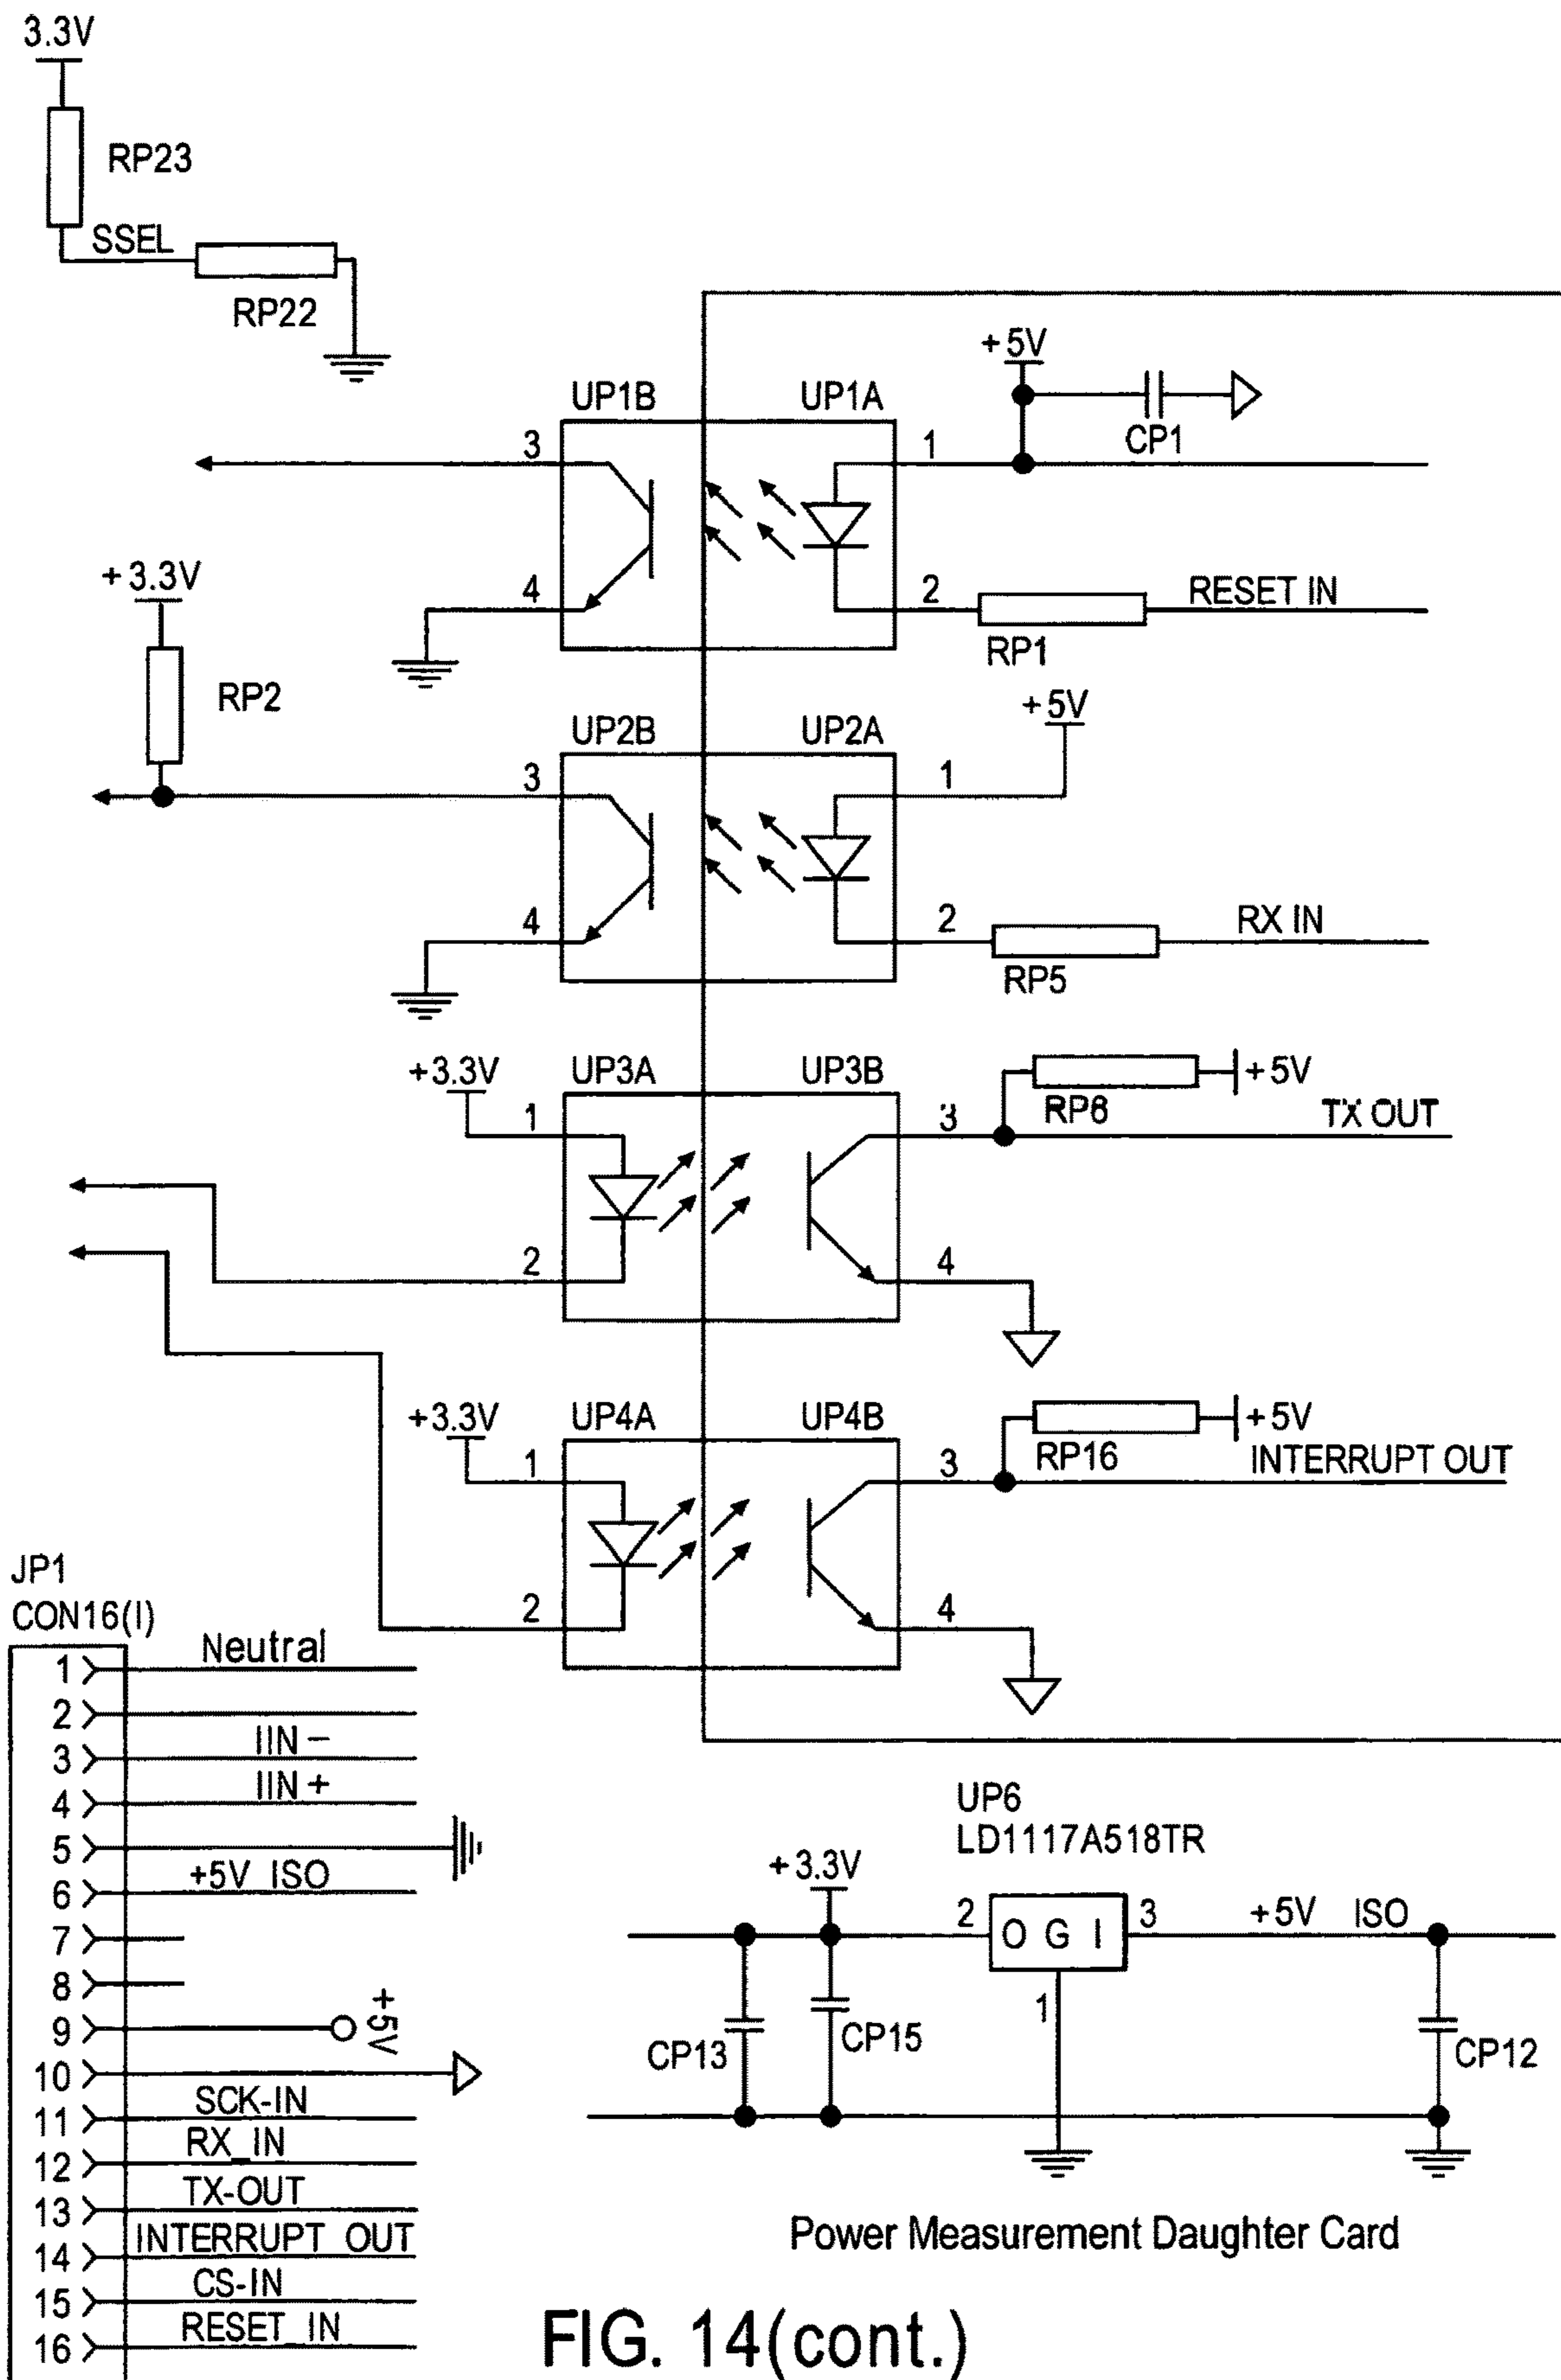 3.3V
RP23
SSEL
RP22
+5V
UP1B
UP1A
CP1
3
1
+3.3V
4
2
RESET IN
RP1
RP2
+5V
UP2B
UP2A
3
1
4
2
RX IN
RP5
+3.3V
UP3A
UP3B
+5V
RP6
1
3
TX OUT
2
4
+3.3V
UP4A
UP4B
+5V
RP16
1
3
INTERRUPT OUT
2
4
JP1
CON16(I)
1 Neutral
2
3 IIN -
4 IIN +
5
6 +5V ISO
7
8
9 +5V
10
11 SCK-IN
12 RX_IN
13 TX-OUT
14 INTERRUPT OUT
15 CS-IN
16 RESET IN
UP6
LD1117A518TR
+3.3V
2 O G I 3 +5V ISO
1
CP13
CP15
CP12
Power Measurement Daughter Card
FIG. 14(cont.)